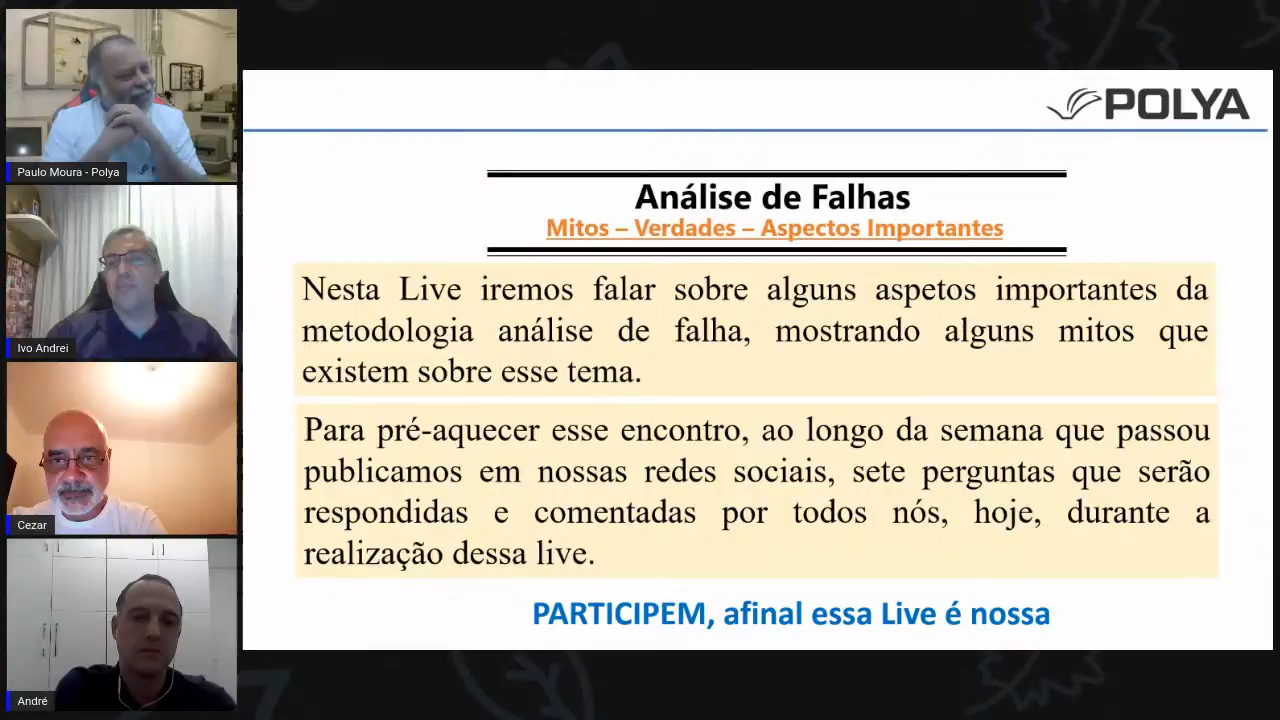 Paulo Moura - Polya
Ivo Andrei
Cezar
André
POLYA
Análise de Falhas
Mitos – Verdades – Aspectos Importantes
Nesta Live iremos falar sobre alguns aspetos importantes da
metodologia análise de falha, mostrando alguns mitos que
existem sobre esse tema.
Para pré-aquecer esse encontro, ao longo da semana que passou
publicamos em nossas redes sociais, sete perguntas que serão
respondidas e comentadas por todos nós, hoje, durante a
realização dessa live.
PARTICIPEM, afinal essa Live é nossa